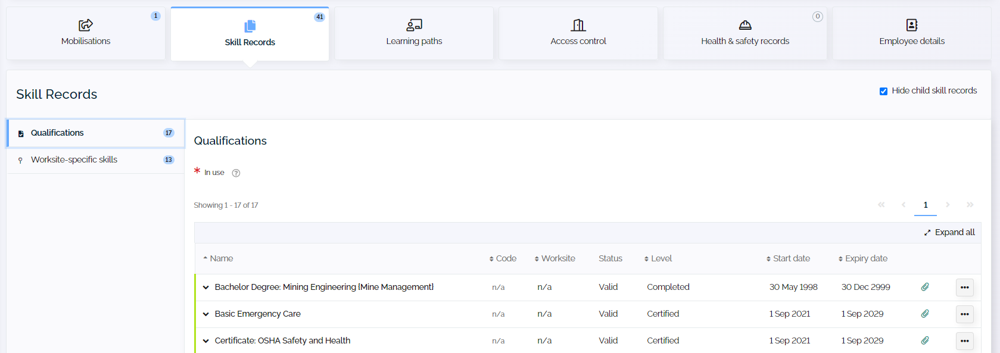 1
Mobilisations
41
Skill Records
Learning paths
Access control
0
Health & safety records
Employee details
Skill Records
Hide child skill records
Qualifications 17
Worksite-specific skills 13
Qualifications
* In use ?
Showing 1 - 17 of 17
« ‹ 1 › »
Expand all
Name Code Worksite Status Level Start date Expiry date
Bachelor Degree: Mining Engineering {Mine Management} n/a n/a Valid Completed 30 May 1998 30 Dec 2999 •••
Basic Emergency Care n/a n/a Valid Certified 1 Sep 2021 1 Sep 2029 •••
Certificate: OSHA Safety and Health n/a n/a Valid Certified 1 Sep 2021 1 Sep 2029 •••